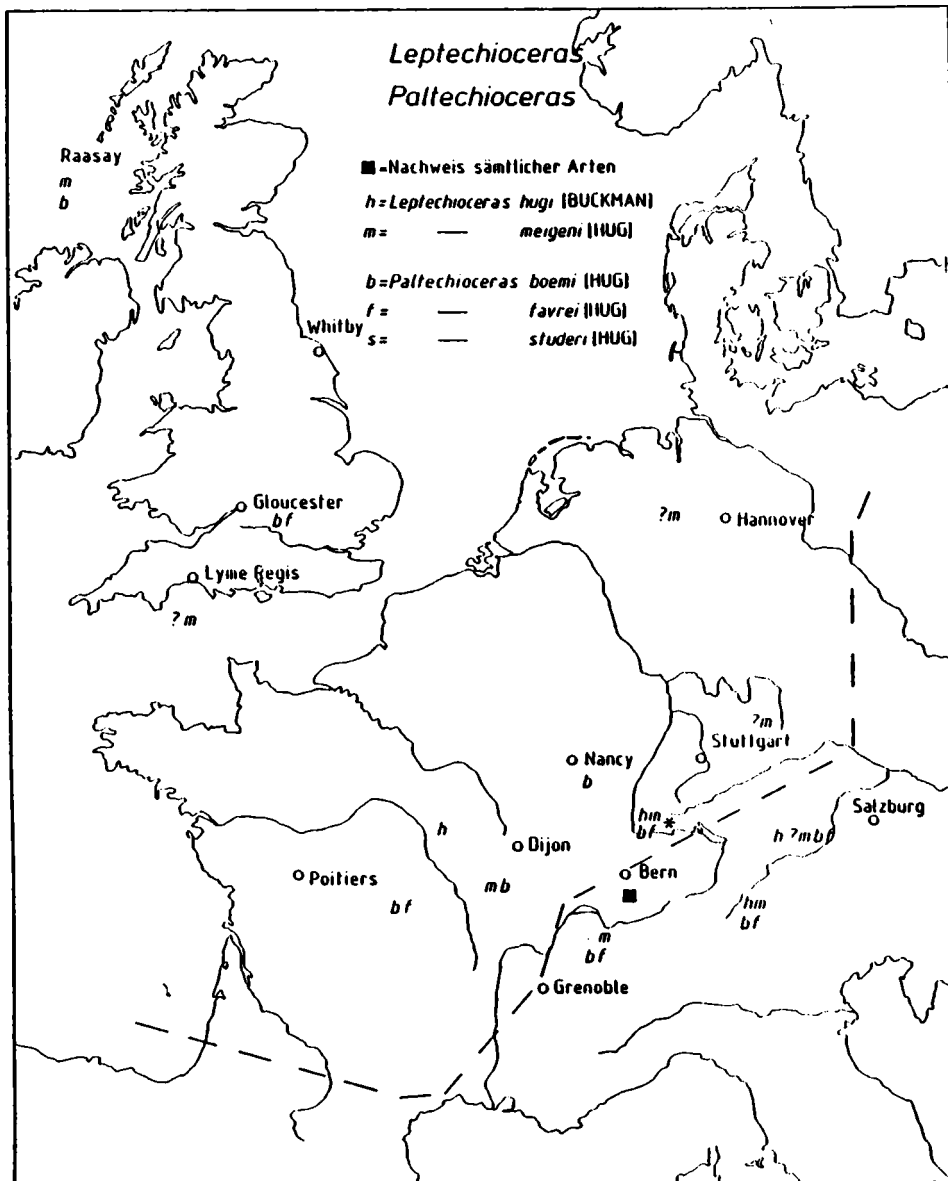 Leptechioceras
Paltechioceras
■=Nachweis sämtlicher Arten
h=Leptechioceras hugi (BUCKMAN)
m= — meigeni (HUG)
b=Paltechioceras boemi (HUG)
f= — favrei (HUG)
s= — studeri (HUG)
Raasay
m
b
Whitby
Gloucester
bf
Lyme Regis
?m
?m
Hannover
?m
Stuttgart
Nancy
b
Salzburg
hm
bf *
h ?mbf
h
Dijon
Bern
Poitiers
mb
bf
hm
bf
m
bf
Grenoble